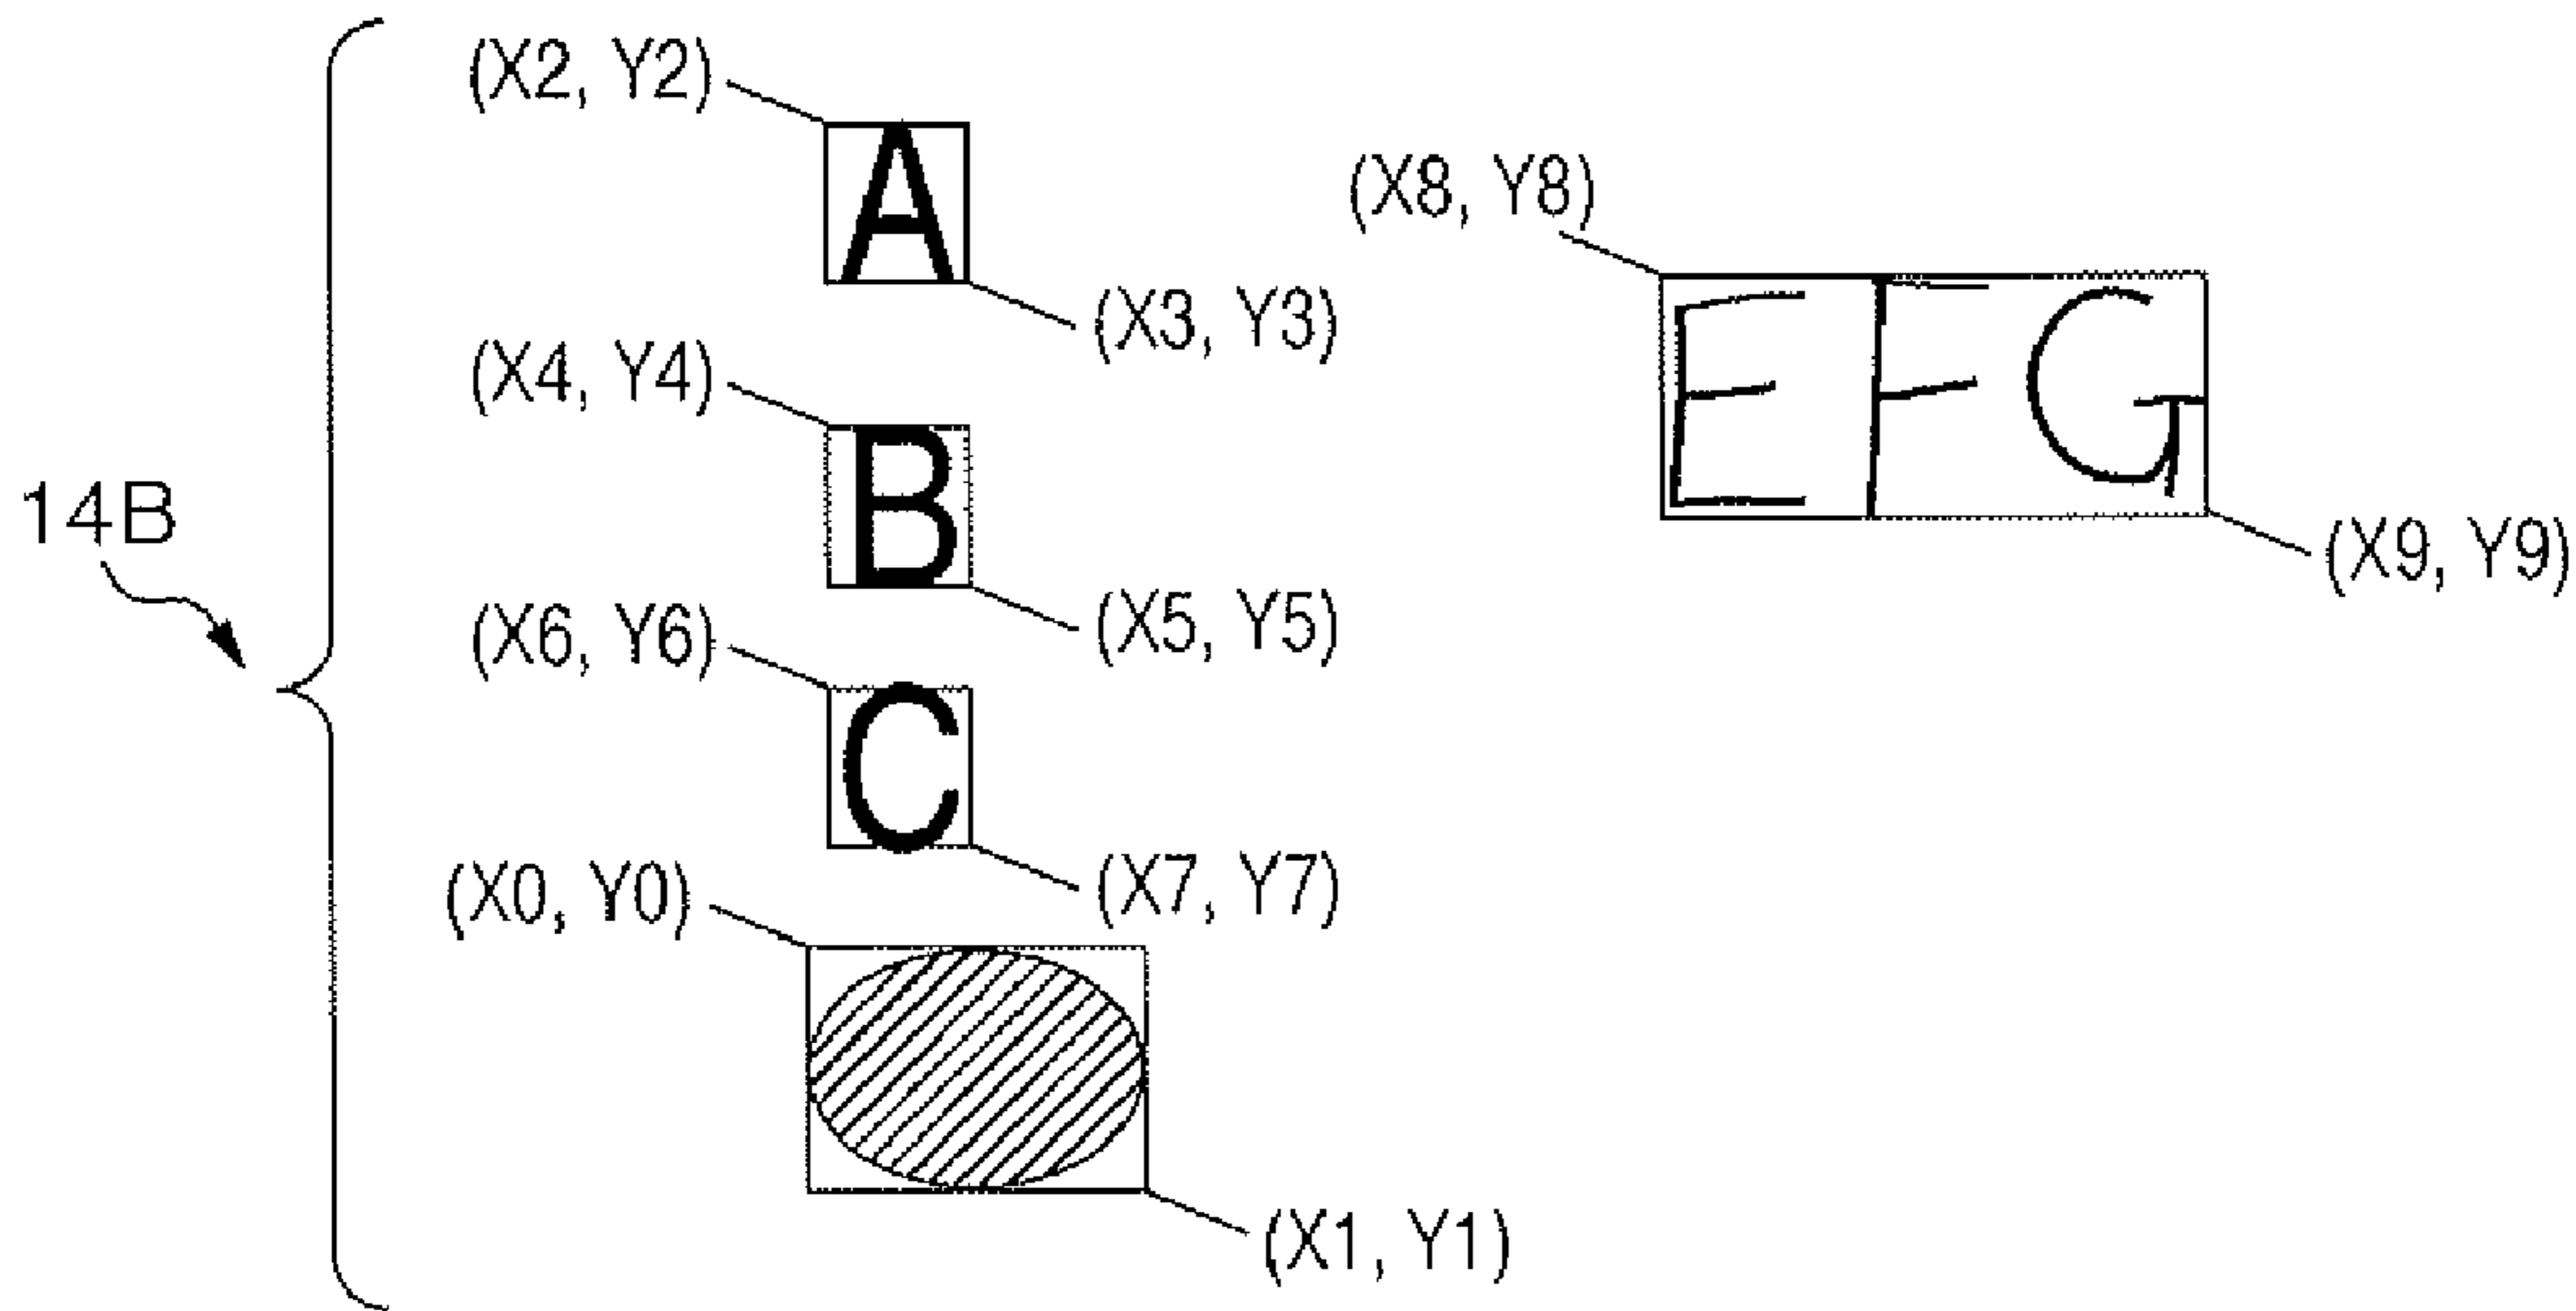 (X2, Y2)
A
(X3, Y3)
(X8, Y8)
EFG
(X9, Y9)
(X4, Y4)
B
(X5, Y5)
14B
(X6, Y6)
C
(X7, Y7)
(X0, Y0)
(X1, Y1)